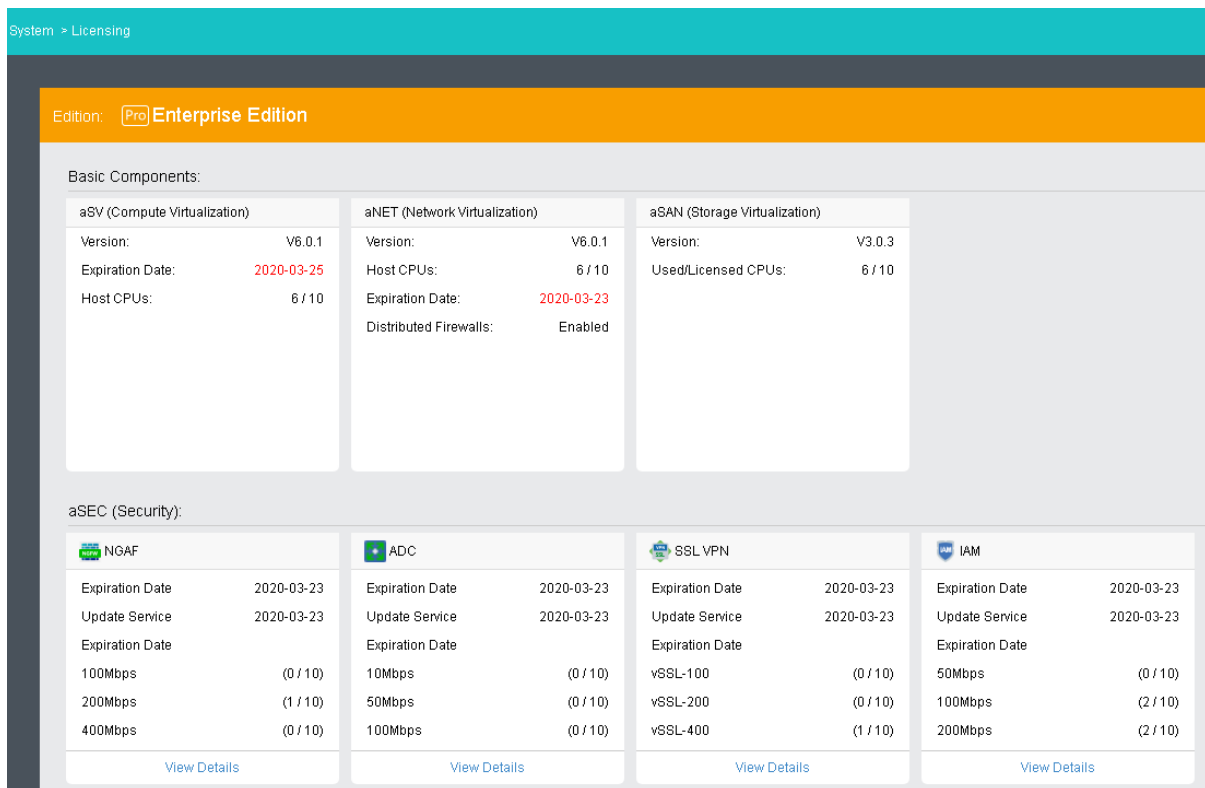 System > Licensing
Edition: Pro Enterprise Edition
Basic Components:
aSV (Compute Virtualization)
Version: V6.0.1
Expiration Date: 2020-03-25
Host CPUs: 6 / 10
aNET (Network Virtualization)
Version: V6.0.1
Host CPUs: 6 / 10
Expiration Date: 2020-03-23
Distributed Firewalls: Enabled
aSAN (Storage Virtualization)
Version: V3.0.3
Used/Licensed CPUs: 6 / 10
aSEC (Security):
NGAF
Expiration Date 2020-03-23
Update Service 2020-03-23
Expiration Date
100Mbps (0 / 10)
200Mbps (1 / 10)
400Mbps (0 / 10)
View Details
ADC
Expiration Date 2020-03-23
Update Service 2020-03-23
Expiration Date
10Mbps (0 / 10)
50Mbps (0 / 10)
100Mbps (0 / 10)
View Details
VPN
SSL
SSL VPN
Expiration Date 2020-03-23
Update Service 2020-03-23
Expiration Date
vSSL-100 (0 / 10)
vSSL-200 (0 / 10)
vSSL-400 (1 / 10)
View Details
IAM
IAM
Expiration Date 2020-03-23
Update Service 2020-03-23
Expiration Date
50Mbps (0 / 10)
100Mbps (2 / 10)
200Mbps (2 / 10)
View Details